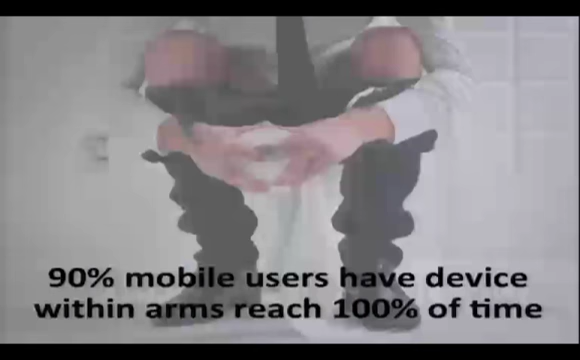 90% mobile users have device
within arms reach 100% of time